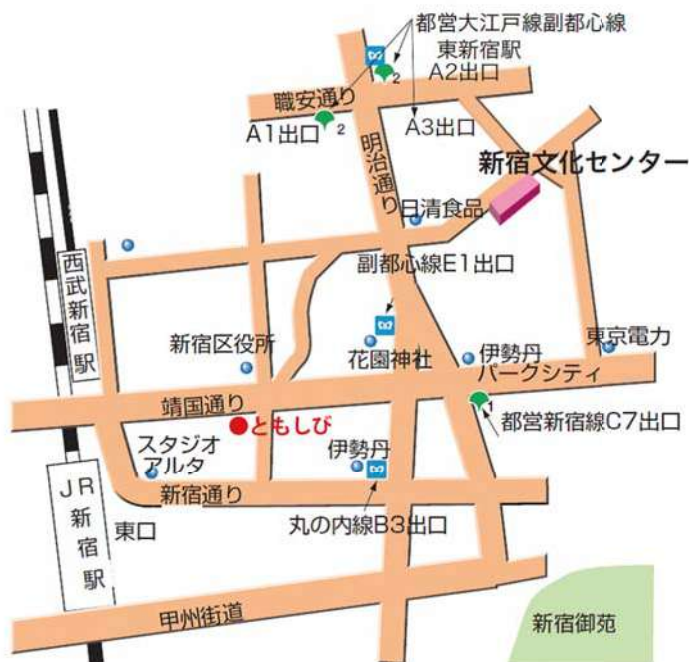 都営大江戸線副都心線
東新宿駅
A2出口
2
職安通り
A1出口
2
A3出口
明治通り
新宿文化センター
日清食品
西武新宿駅
副都心線E1出口
新宿区役所
花園神社
伊勢丹
パークシティ
東京電力
靖国通り
1
都営新宿線C7出口
ともしび
スタジオ
アルタ
伊勢丹
新宿通り
JR新宿駅
東口
丸の内線B3出口
甲州街道
新宿御苑